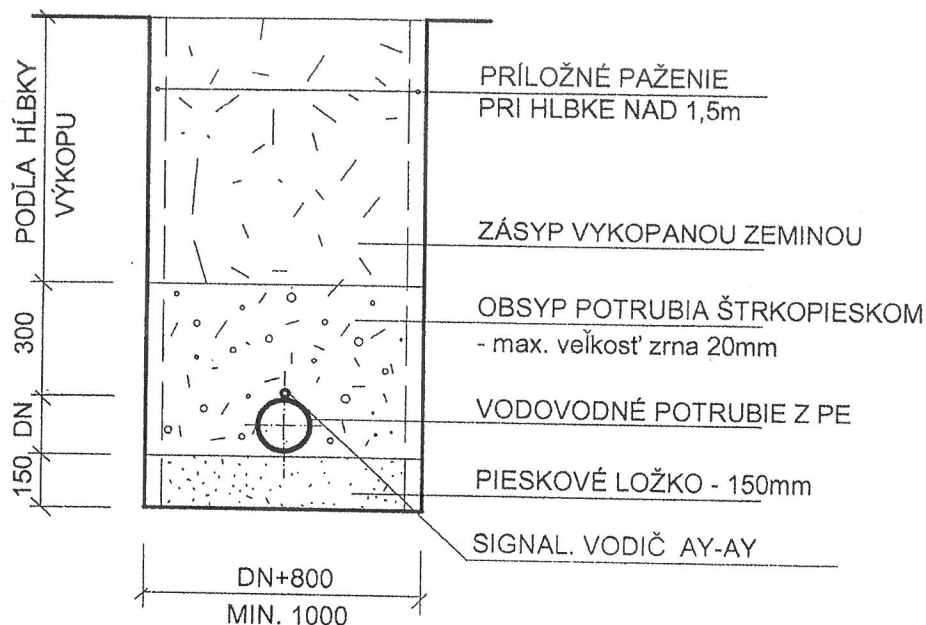 PRÍLOŽNÉ PAŽENIE
PRI HLBKE NAD 1,5m
PODĽA HĹBKY
VÝKOPU
ZÁSYP VYKOPANOU ZEMINOU
OBSYP POTRUBIA ŠTRKOPIESKOM
- max. veľkosť zrna 20mm
300
VODOVODNÉ POTRUBIE Z PE
DN
PIESKOVÉ LOŽKO - 150mm
150
SIGNAL. VODIČ AY-AY
DN+800
MIN. 1000